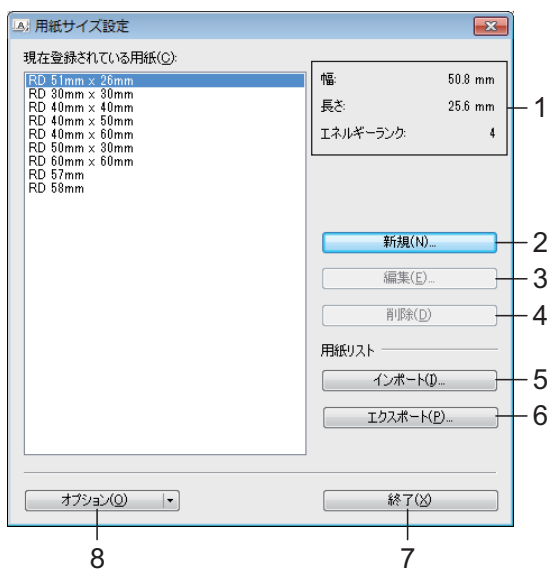 用紙サイズ設定
現在登録されている用紙(C):
RD 51mm x 26mm
RD 30mm x 30mm
RD 40mm x 40mm
RD 40mm x 50mm
RD 40mm x 60mm
RD 50mm x 30mm
RD 60mm x 60mm
RD 57mm
RD 58mm
幅: 50.8 mm
長さ: 25.6 mm
エネルギーランク: 4
1
新規(N)... 2
編集(E)... 3
削除(D) 4
用紙リスト
インポート(I)... 5
エクスポート(P)... 6
オプション(O)
終了(X)
8
7